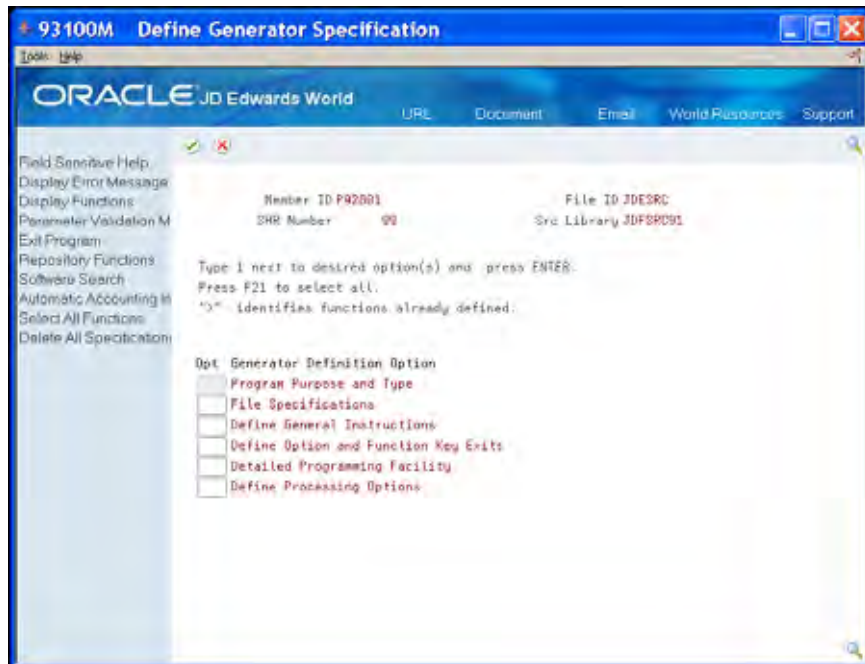 93100M Define Generator Specification
Tools Help
ORACLE JD Edwards World
URL Document Email World Resources Support
Field Sensitive Help
Display Error Message
Display Functions
Parameter Validation M
Exit Program
Repository Functions
Software Search
Automatic Accounting In
Select All Functions
Delete All Specification
Member ID P92801 File ID JDESRC
SAR Number 99 Src Library
Type 1 next to desired option(s) and press ENTER.
Press F21 to select all.
">" identifies functions already defined.
Opt Generator Definition Option
Program Purpose and Type
File Specifications
Define General Instructions
Define Option and Function Key Exits
Detailed Programming Facility
Define Processing Options